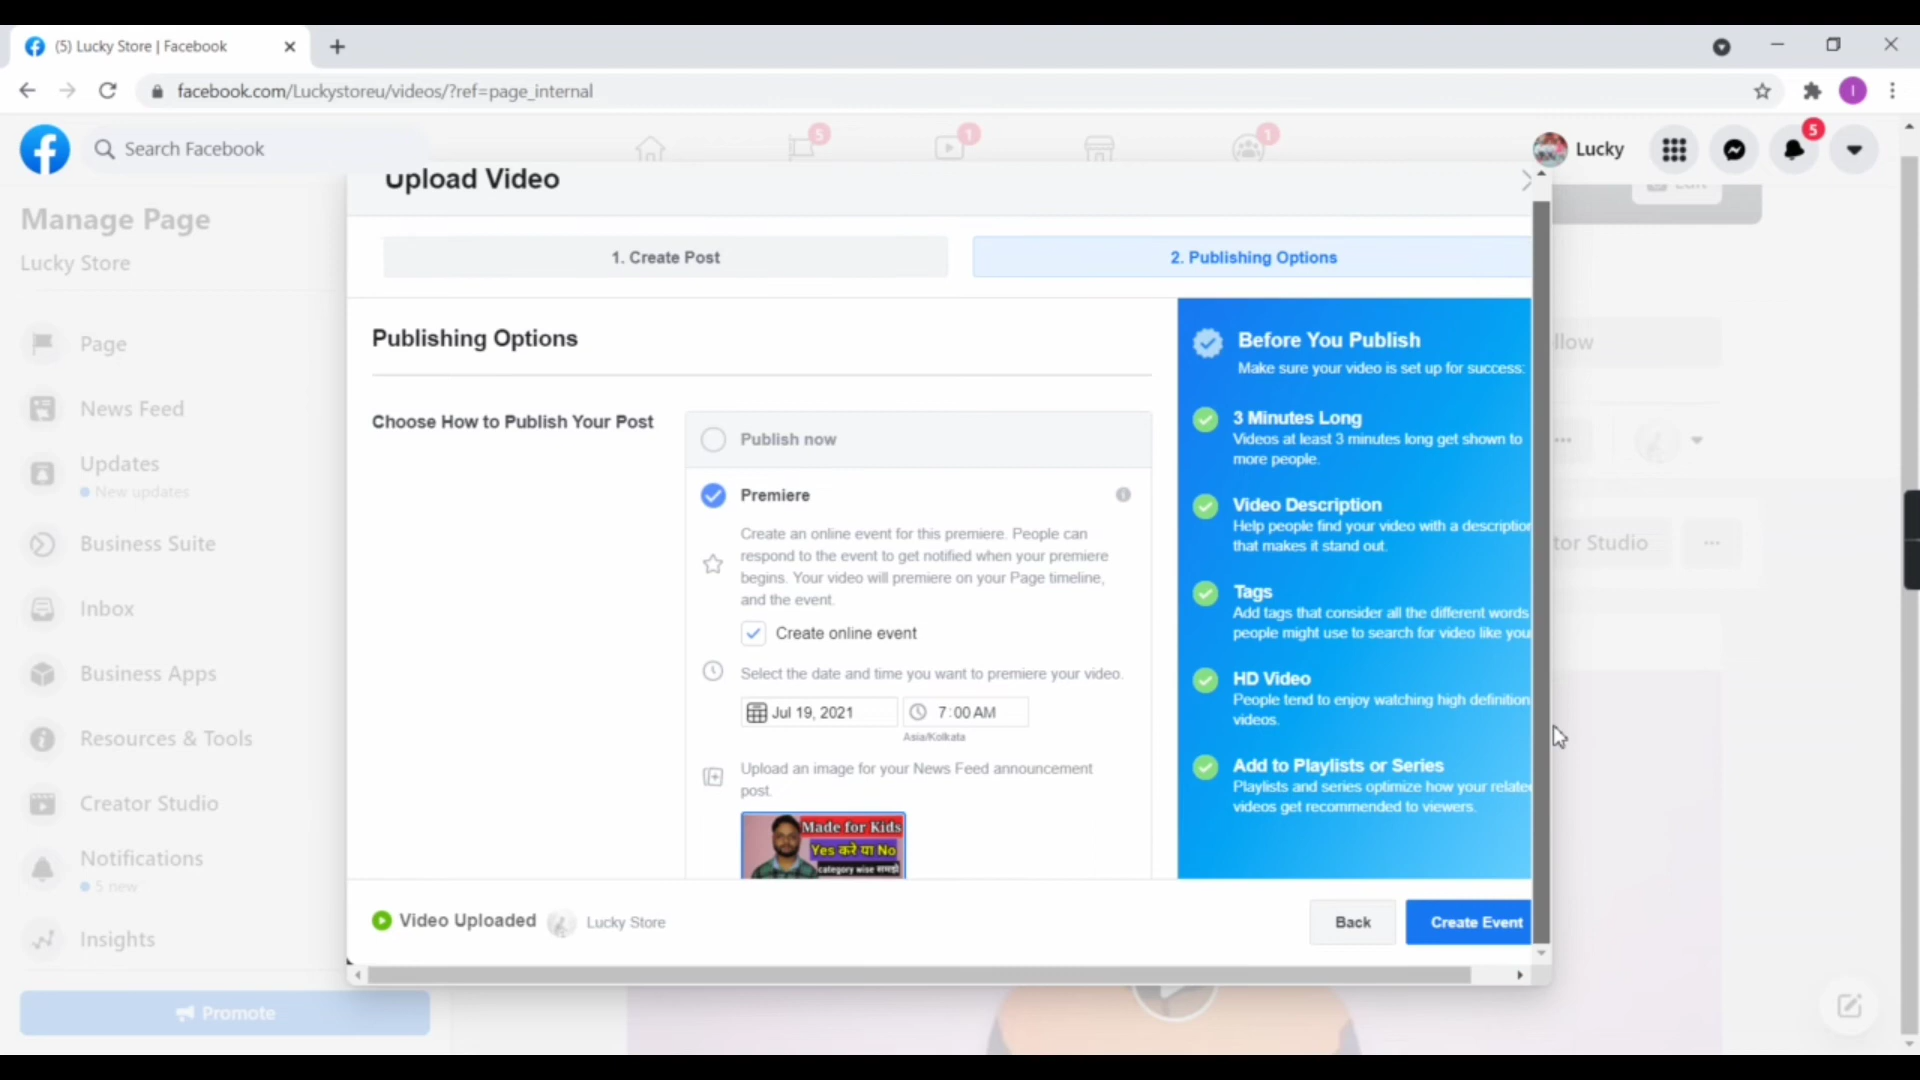 (5) Lucky Store | Facebook
facebook.com/Luckystoreu/videos/?ref=page_internal
Search Facebook
5
1
1
Lucky
5
Manage Page
Lucky Store
Page
News Feed
Updates
New updates
Business Suite
Inbox
Business Apps
Resources & Tools
Creator Studio
Notifications
5 new
Insights
Promote
Upload Video
1. Create Post
2. Publishing Options
Publishing Options
Choose How to Publish Your Post
Publish now
Premiere
Create an online event for this premiere. People can
respond to the event to get notified when your premiere
begins. Your video will premiere on your Page timeline,
and the event.
Create online event
Select the date and time you want to premiere your video.
Jul 19, 2021
7:00 AM
Asia/Kolkata
Upload an image for your News Feed announcement
post.
Made for Kids
Yes करे या No
category wise समझो
Before You Publish
Make sure your video is set up for success:
3 Minutes Long
Videos at least 3 minutes long get shown to
more people.
Video Description
Help people find your video with a description
that makes it stand out.
Tags
Add tags that consider all the different words
people might use to search for video like you
HD Video
People tend to enjoy watching high definition
videos.
Add to Playlists or Series
Playlists and series optimize how your relate
videos get recommended to viewers.
Video Uploaded
Lucky Store
Back
Create Event
llow
tor Studio
I